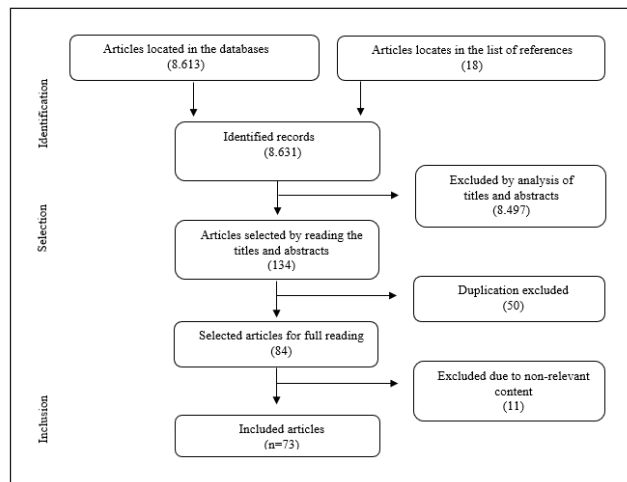 Articles located in the databases
(8.613)
Articles locates in the list of references
(18)
Identification
Identified records
(8.631)
Excluded by analysis of
titles and abstracts
(8.497)
Selection
Articles selected by reading the
titles and abstracts
(134)
Duplication excluded
(50)
Selected articles for full reading
(84)
Excluded due to non-relevant
content
(11)
Inclusion
Included articles
(n=73)